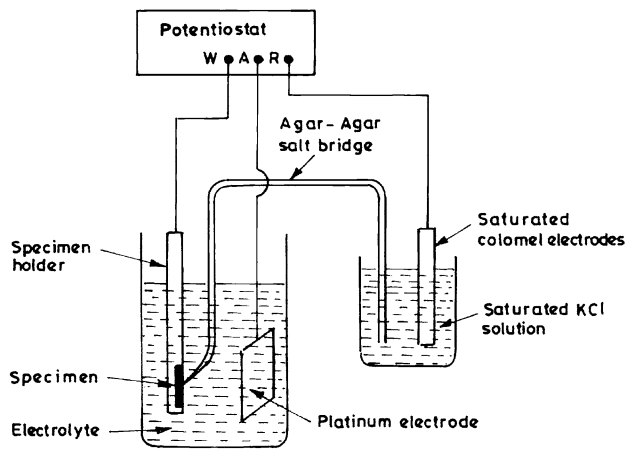 Potentiostat
W A R
Agar-Agar
salt bridge
Specimen
holder
Saturated
colomel electrodes
Saturated KCl
solution
Specimen
Platinum electrode
Electrolyte